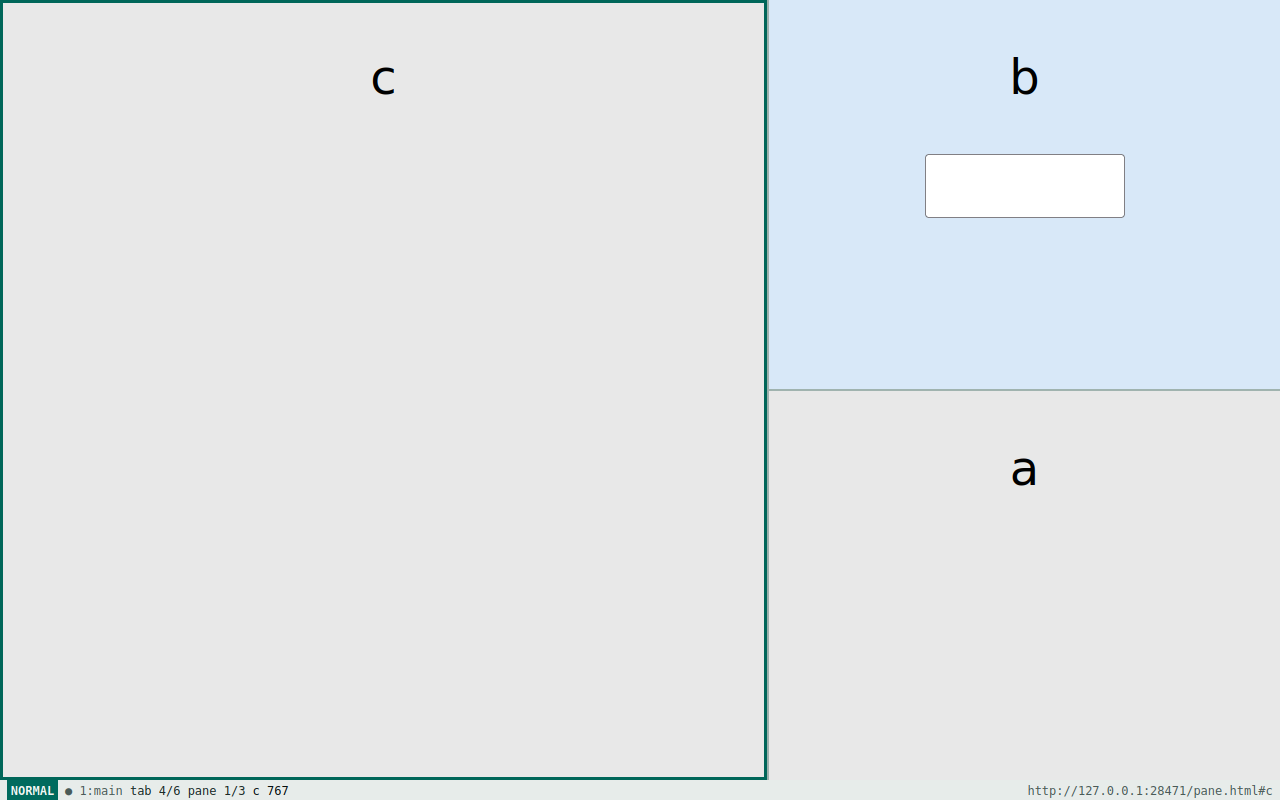 c
b
a
NORMAL ● 1:main tab 4/6 pane 1/3 c 767 http://127.0.0.1:28471/pane.html#c